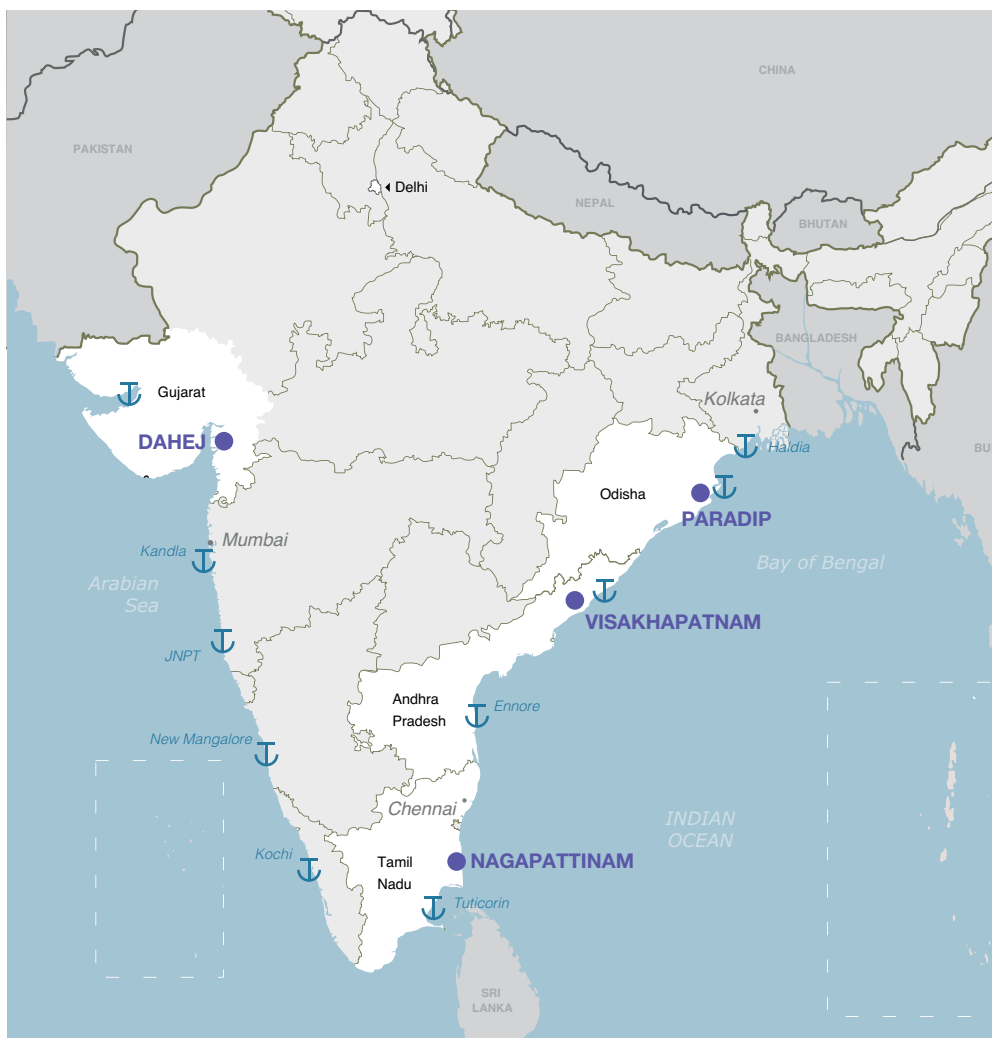 CHINA
PAKISTAN
Delhi
NEPAL
BHUTAN
BANGLADESH
Gujarat
Kolkata
DAHEJ
Haldia
BU
Odisha
PARADIP
Mumbai
Kandla
Bay of Bengal
Arabian
Sea
VISAKHAPATNAM
JNPT
Andhra
Pradesh
Ennore
New Mangalore
Chennai
INDIAN
OCEAN
Kochi
Tamil
Nadu
NAGAPATTINAM
Tuticorin
SRI
LANKA